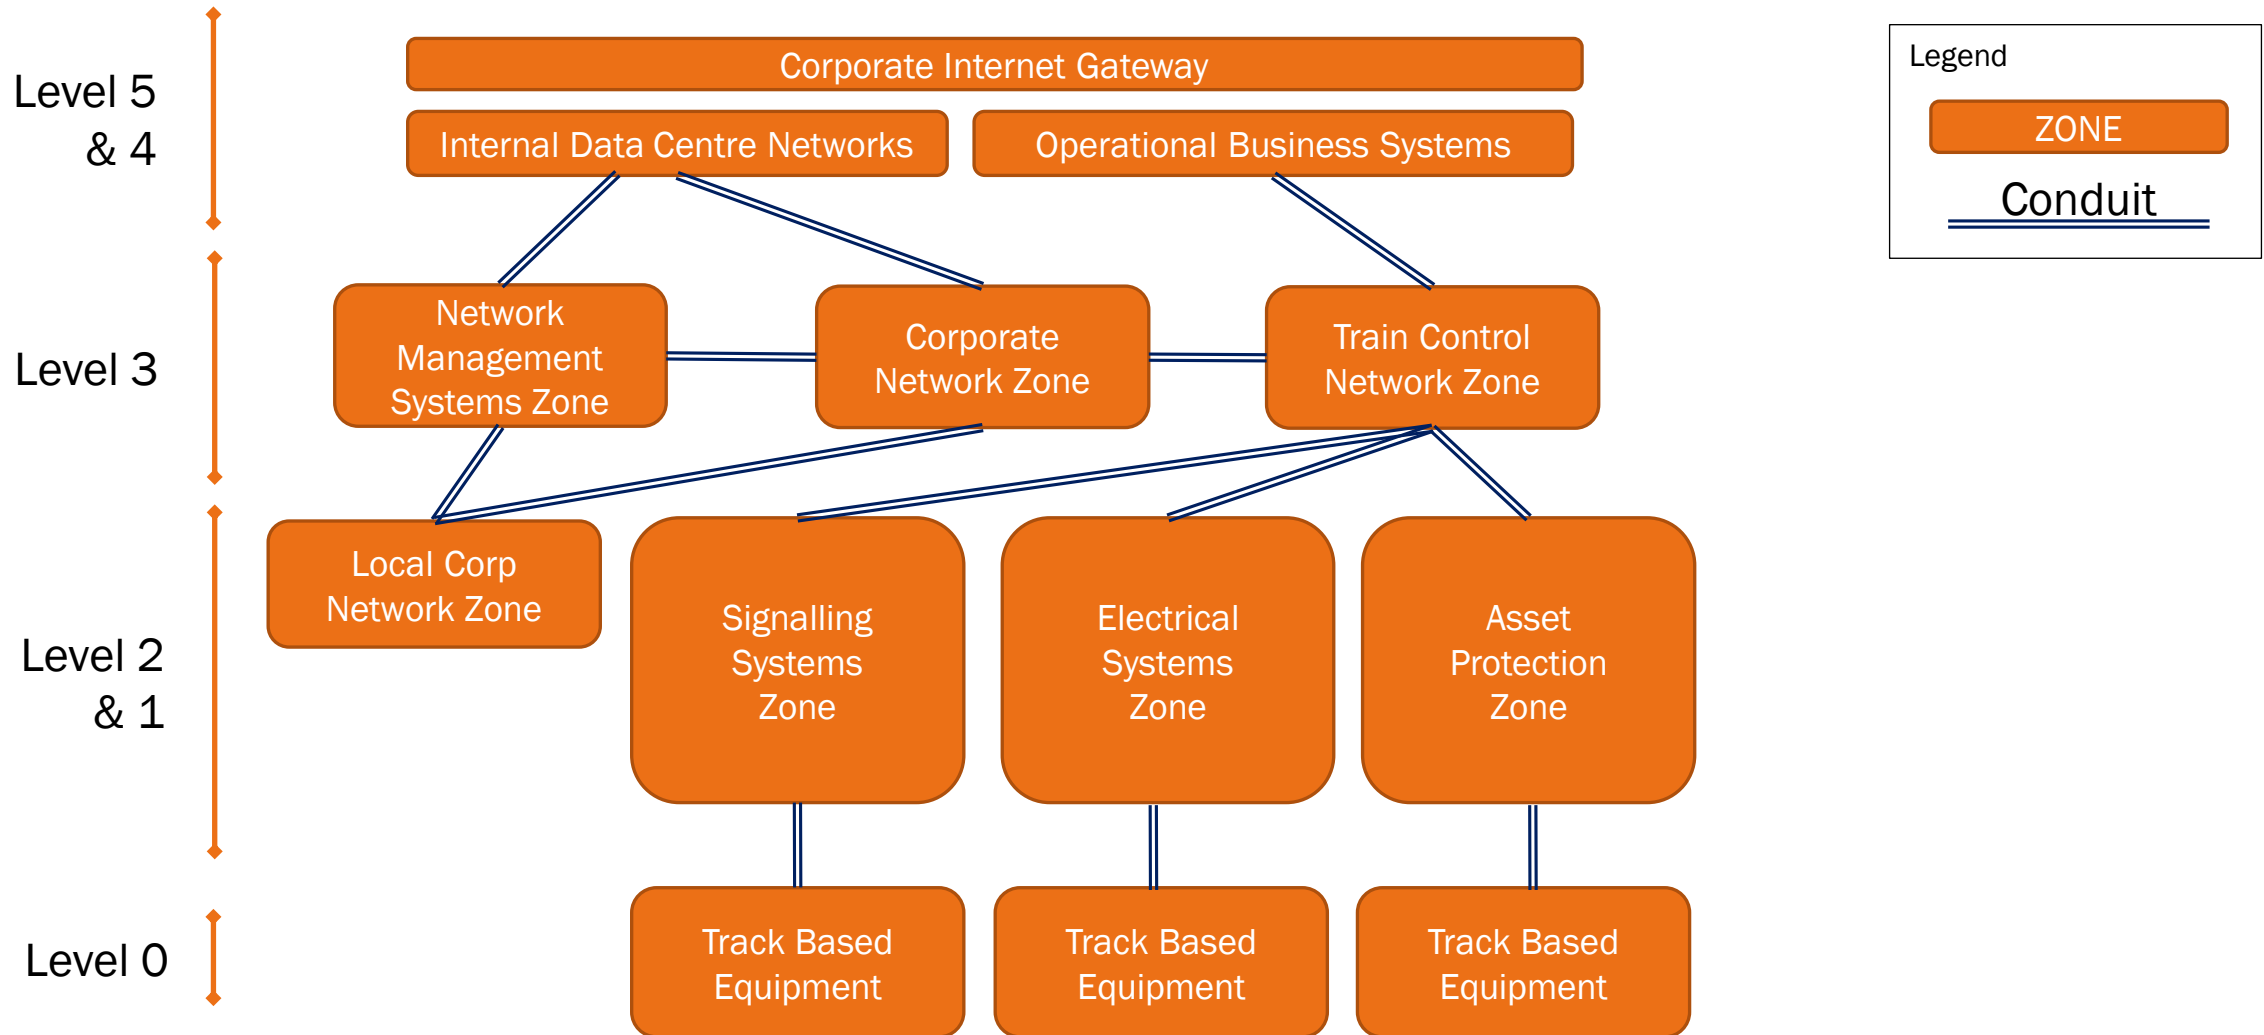 Level 5
& 4
Corporate Internet Gateway
Internal Data Centre Networks
Operational Business Systems
Legend
ZONE
Conduit
Level 3
Network
Management
Systems Zone
Corporate
Network Zone
Train Control
Network Zone
Level 2
& 1
Local Corp
Network Zone
Signalling
Systems
Zone
Electrical
Systems
Zone
Asset
Protection
Zone
Level 0
Track Based
Equipment
Track Based
Equipment
Track Based
Equipment